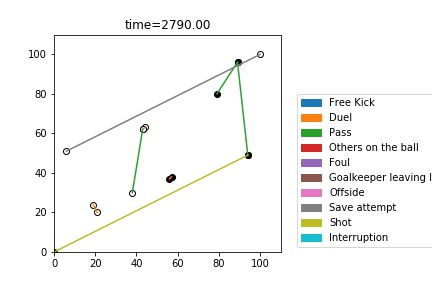 time=2790.00
100
80
60
40
20
0
0
20
40
60
80
100
Free Kick
Duel
Pass
Others on the ball
Foul
Goalkeeper leaving l
Offside
Save attempt
Shot
Interruption